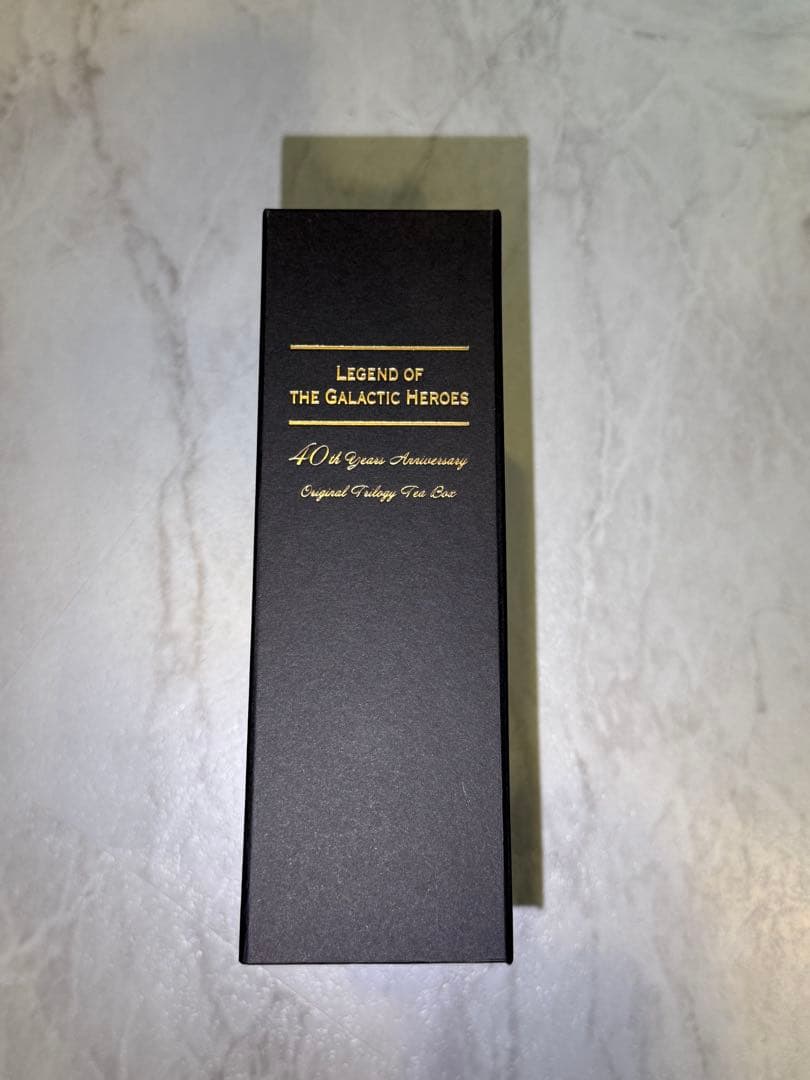 LEGEND OF
THE GALACTIC HEROES
40th Years Anniversary
Original Trilogy Tea Box